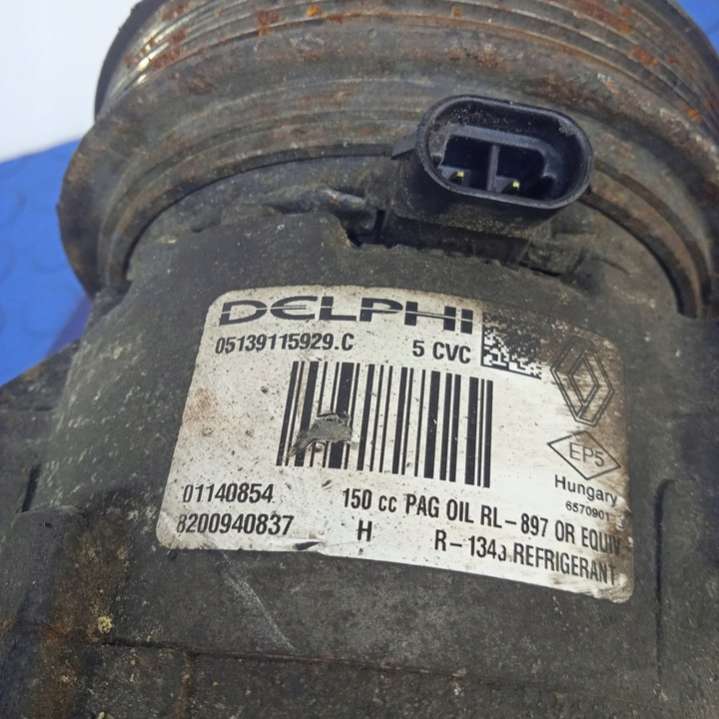 DELPHI
05139115929.C 5 CVC
EP5
Hungary
6570901
01140854 150 cc PAG OIL RL-897 OR EQUIV
8200940837 H R-134a REFRIGERANT